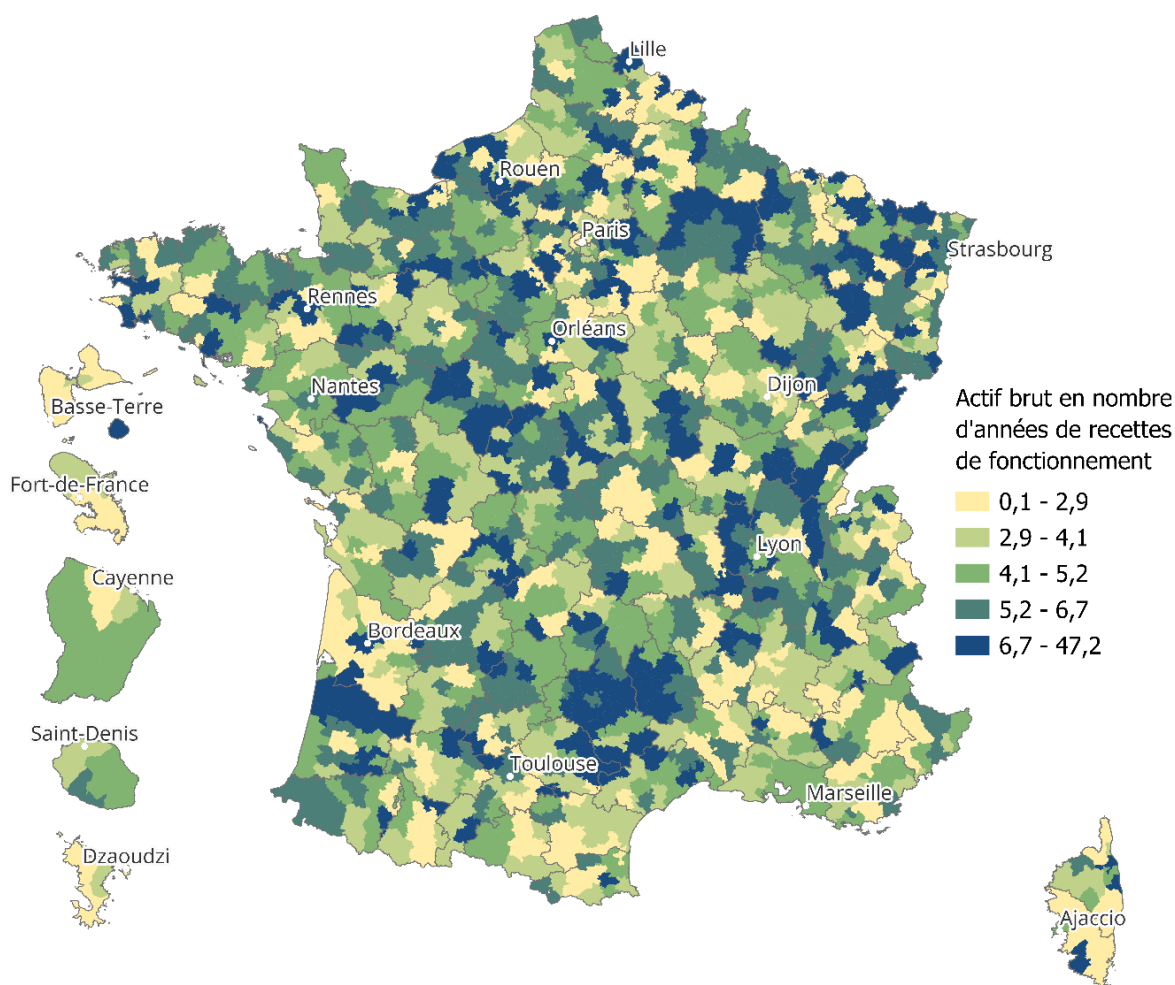 Lille
Rouen
Paris
Strasbourg
Rennes
Orléans
Nantes
Dijon
Basse-Terre
Fort-de-France
Cayenne
Lyon
Bordeaux
Saint-Denis
Toulouse
Marseille
Dzaoudzi
Ajaccio
Actif brut en nombre
d'années de recettes
de fonctionnement
0,1 - 2,9
2,9 - 4,1
4,1 - 5,2
5,2 - 6,7
6,7 - 47,2